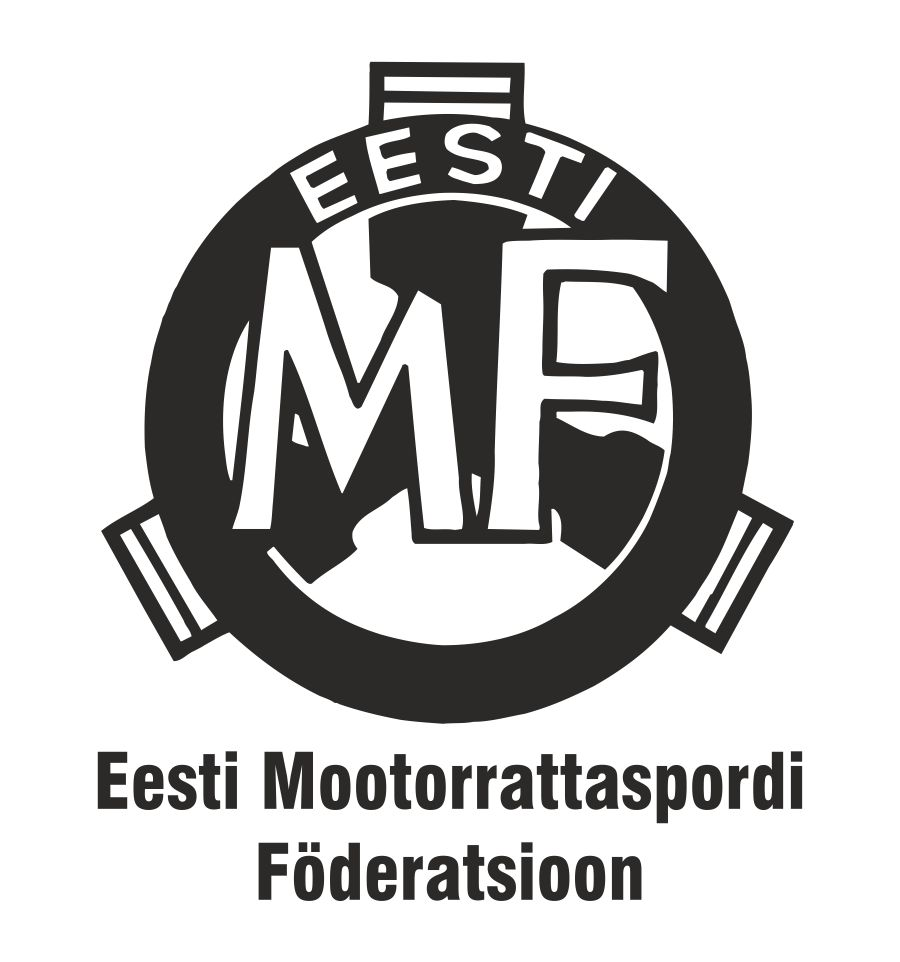 EESTI
MF
Eesti Mootorrattaspordi
Föderatsioon